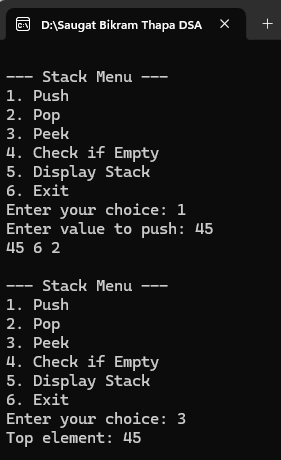 D:\Saugat Bikram Thapa DSA
--- Stack Menu ---
1. Push
2. Pop
3. Peek
4. Check if Empty
5. Display Stack
6. Exit
Enter your choice: 1
Enter value to push: 45
45 6 2
--- Stack Menu ---
1. Push
2. Pop
3. Peek
4. Check if Empty
5. Display Stack
6. Exit
Enter your choice: 3
Top element: 45